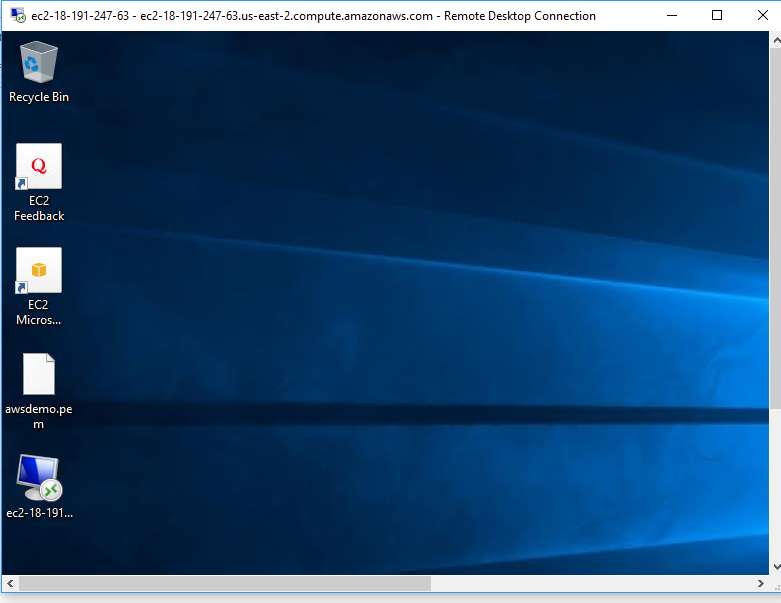 ec2-18-191-247-63 - ec2-18-191-247-63.us-east-2.compute.amazonaws.com - Remote Desktop Connection
Recycle Bin
Q
EC2
Feedback
EC2
Micros...
awsdemo.pe
m
ec2-18-191...